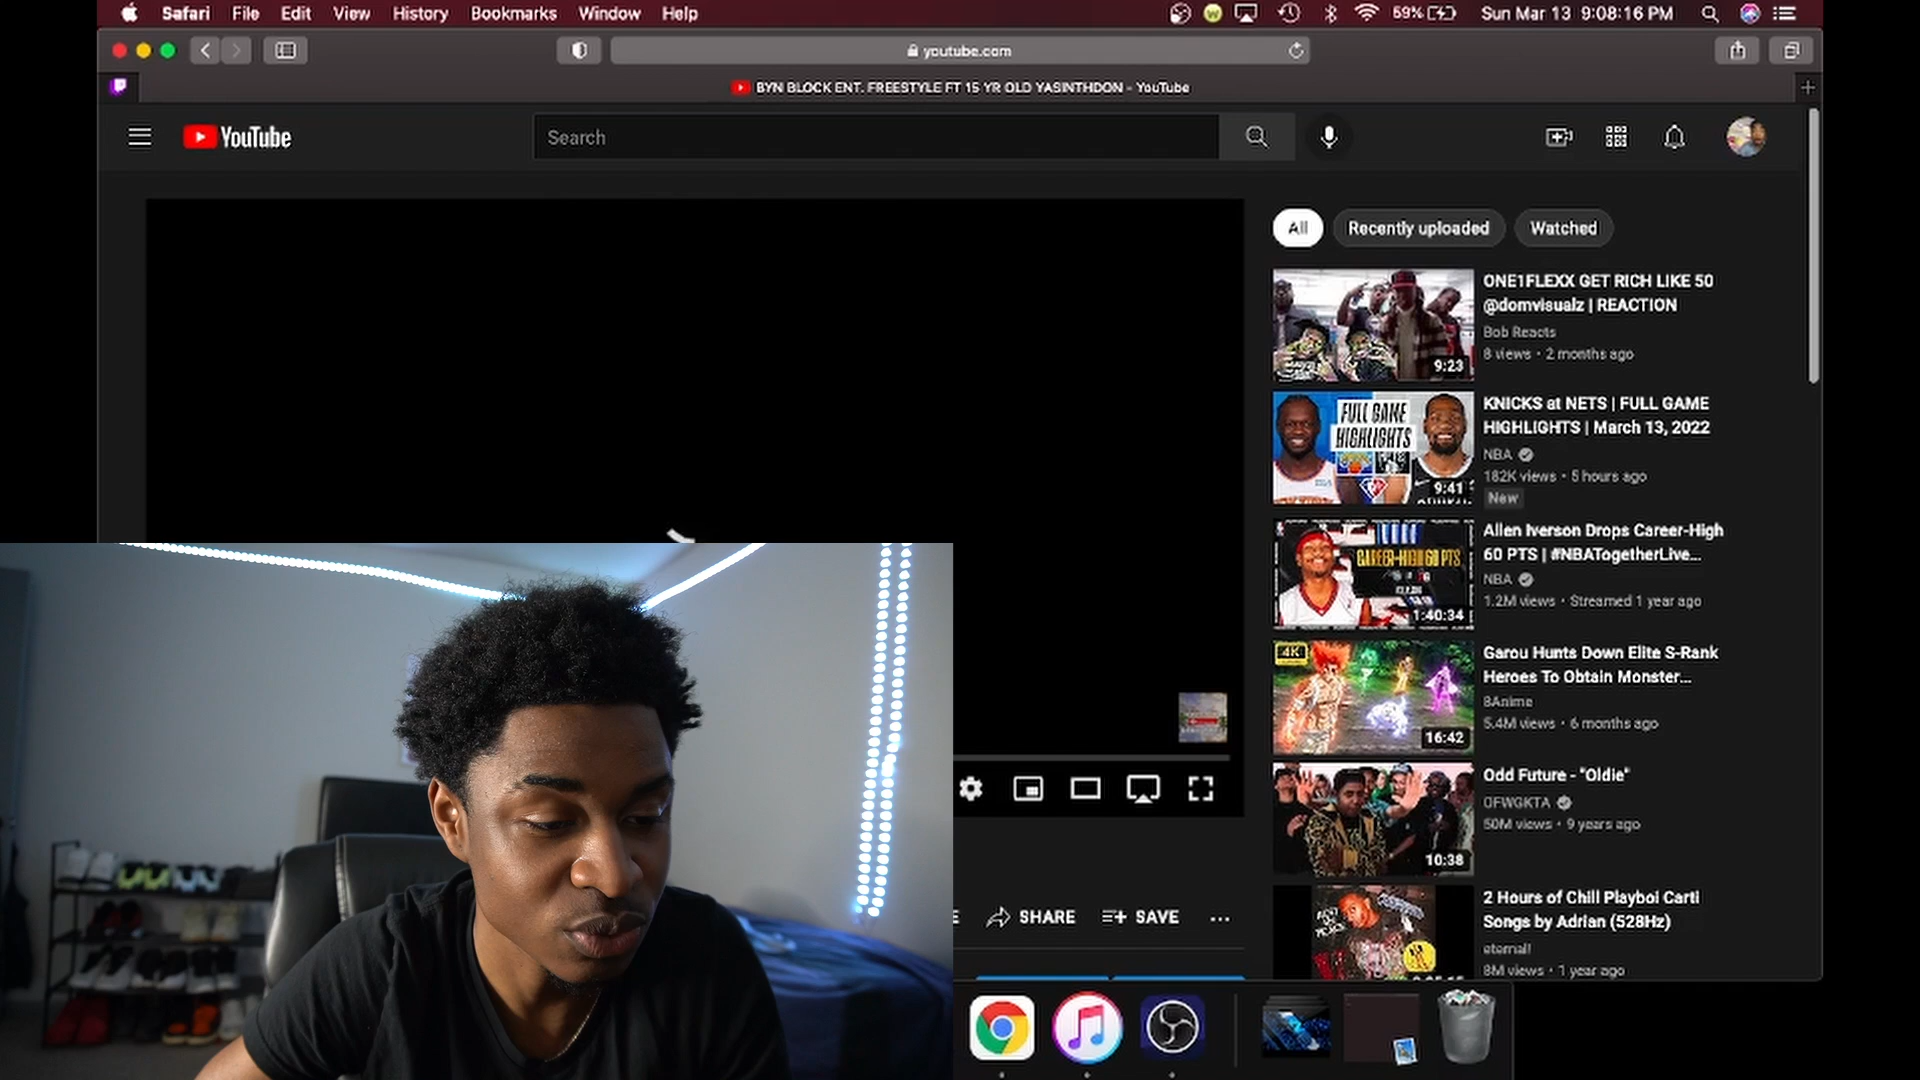 Safari File Edit View History Bookmarks Window Help
59% Sun Mar 13 9:08:16 PM
youtube.com
BYN BLOCK ENT. FREESTYLE FT 15 YR OLD YASINTHDON - YouTube
YouTube
Search
All Recently uploaded Watched
ONE1FLEXX GET RICH LIKE 50
@domvisualz | REACTION
Bob Reacts
8 views • 2 months ago
9:23
FULL GAME
HIGHLIGHTS
9:41
KNICKS at NETS | FULL GAME
HIGHLIGHTS | March 13, 2022
NBA
182K views • 5 hours ago
New
CAREER-HIGH 60 PTS
1:40:34
Allen Iverson Drops Career-High
60 PTS | #NBATogetherLive...
NBA
1.2M views • Streamed 1 year ago
4K
16:42
Garou Hunts Down Elite S-Rank
Heroes To Obtain Monster...
8Anime
5.4M views • 6 months ago
10:38
Odd Future - "Oldie"
OFWGKTA
50M views • 9 years ago
2 Hours of Chill Playboi Carti
Songs by Adrian (528Hz)
eternal!
8M views • 1 year ago
SHARE SAVE